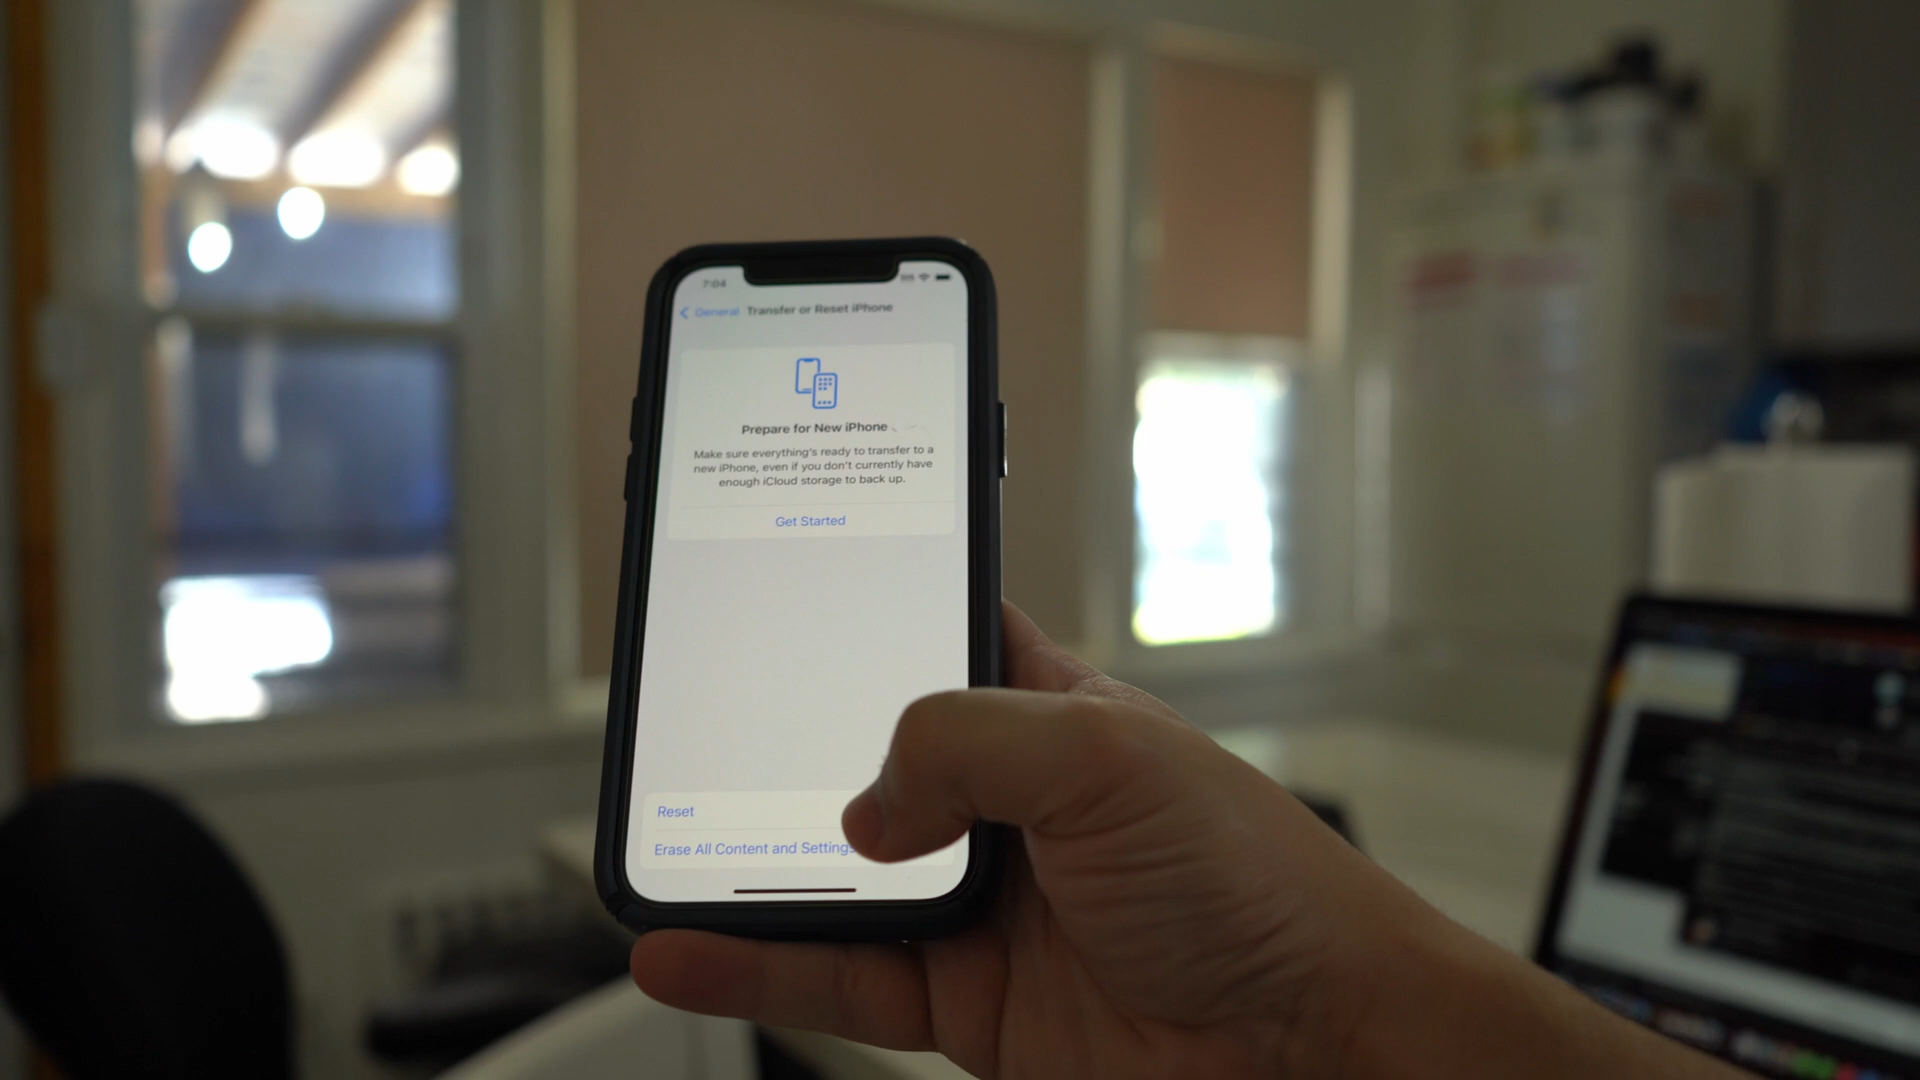 7:04
General Transfer or Reset iPhone
Prepare for New iPhone
Make sure everything's ready to transfer to a
new iPhone, even if you don't currently have
enough iCloud storage to back up.
Get Started
Reset
Erase All Content and Settings